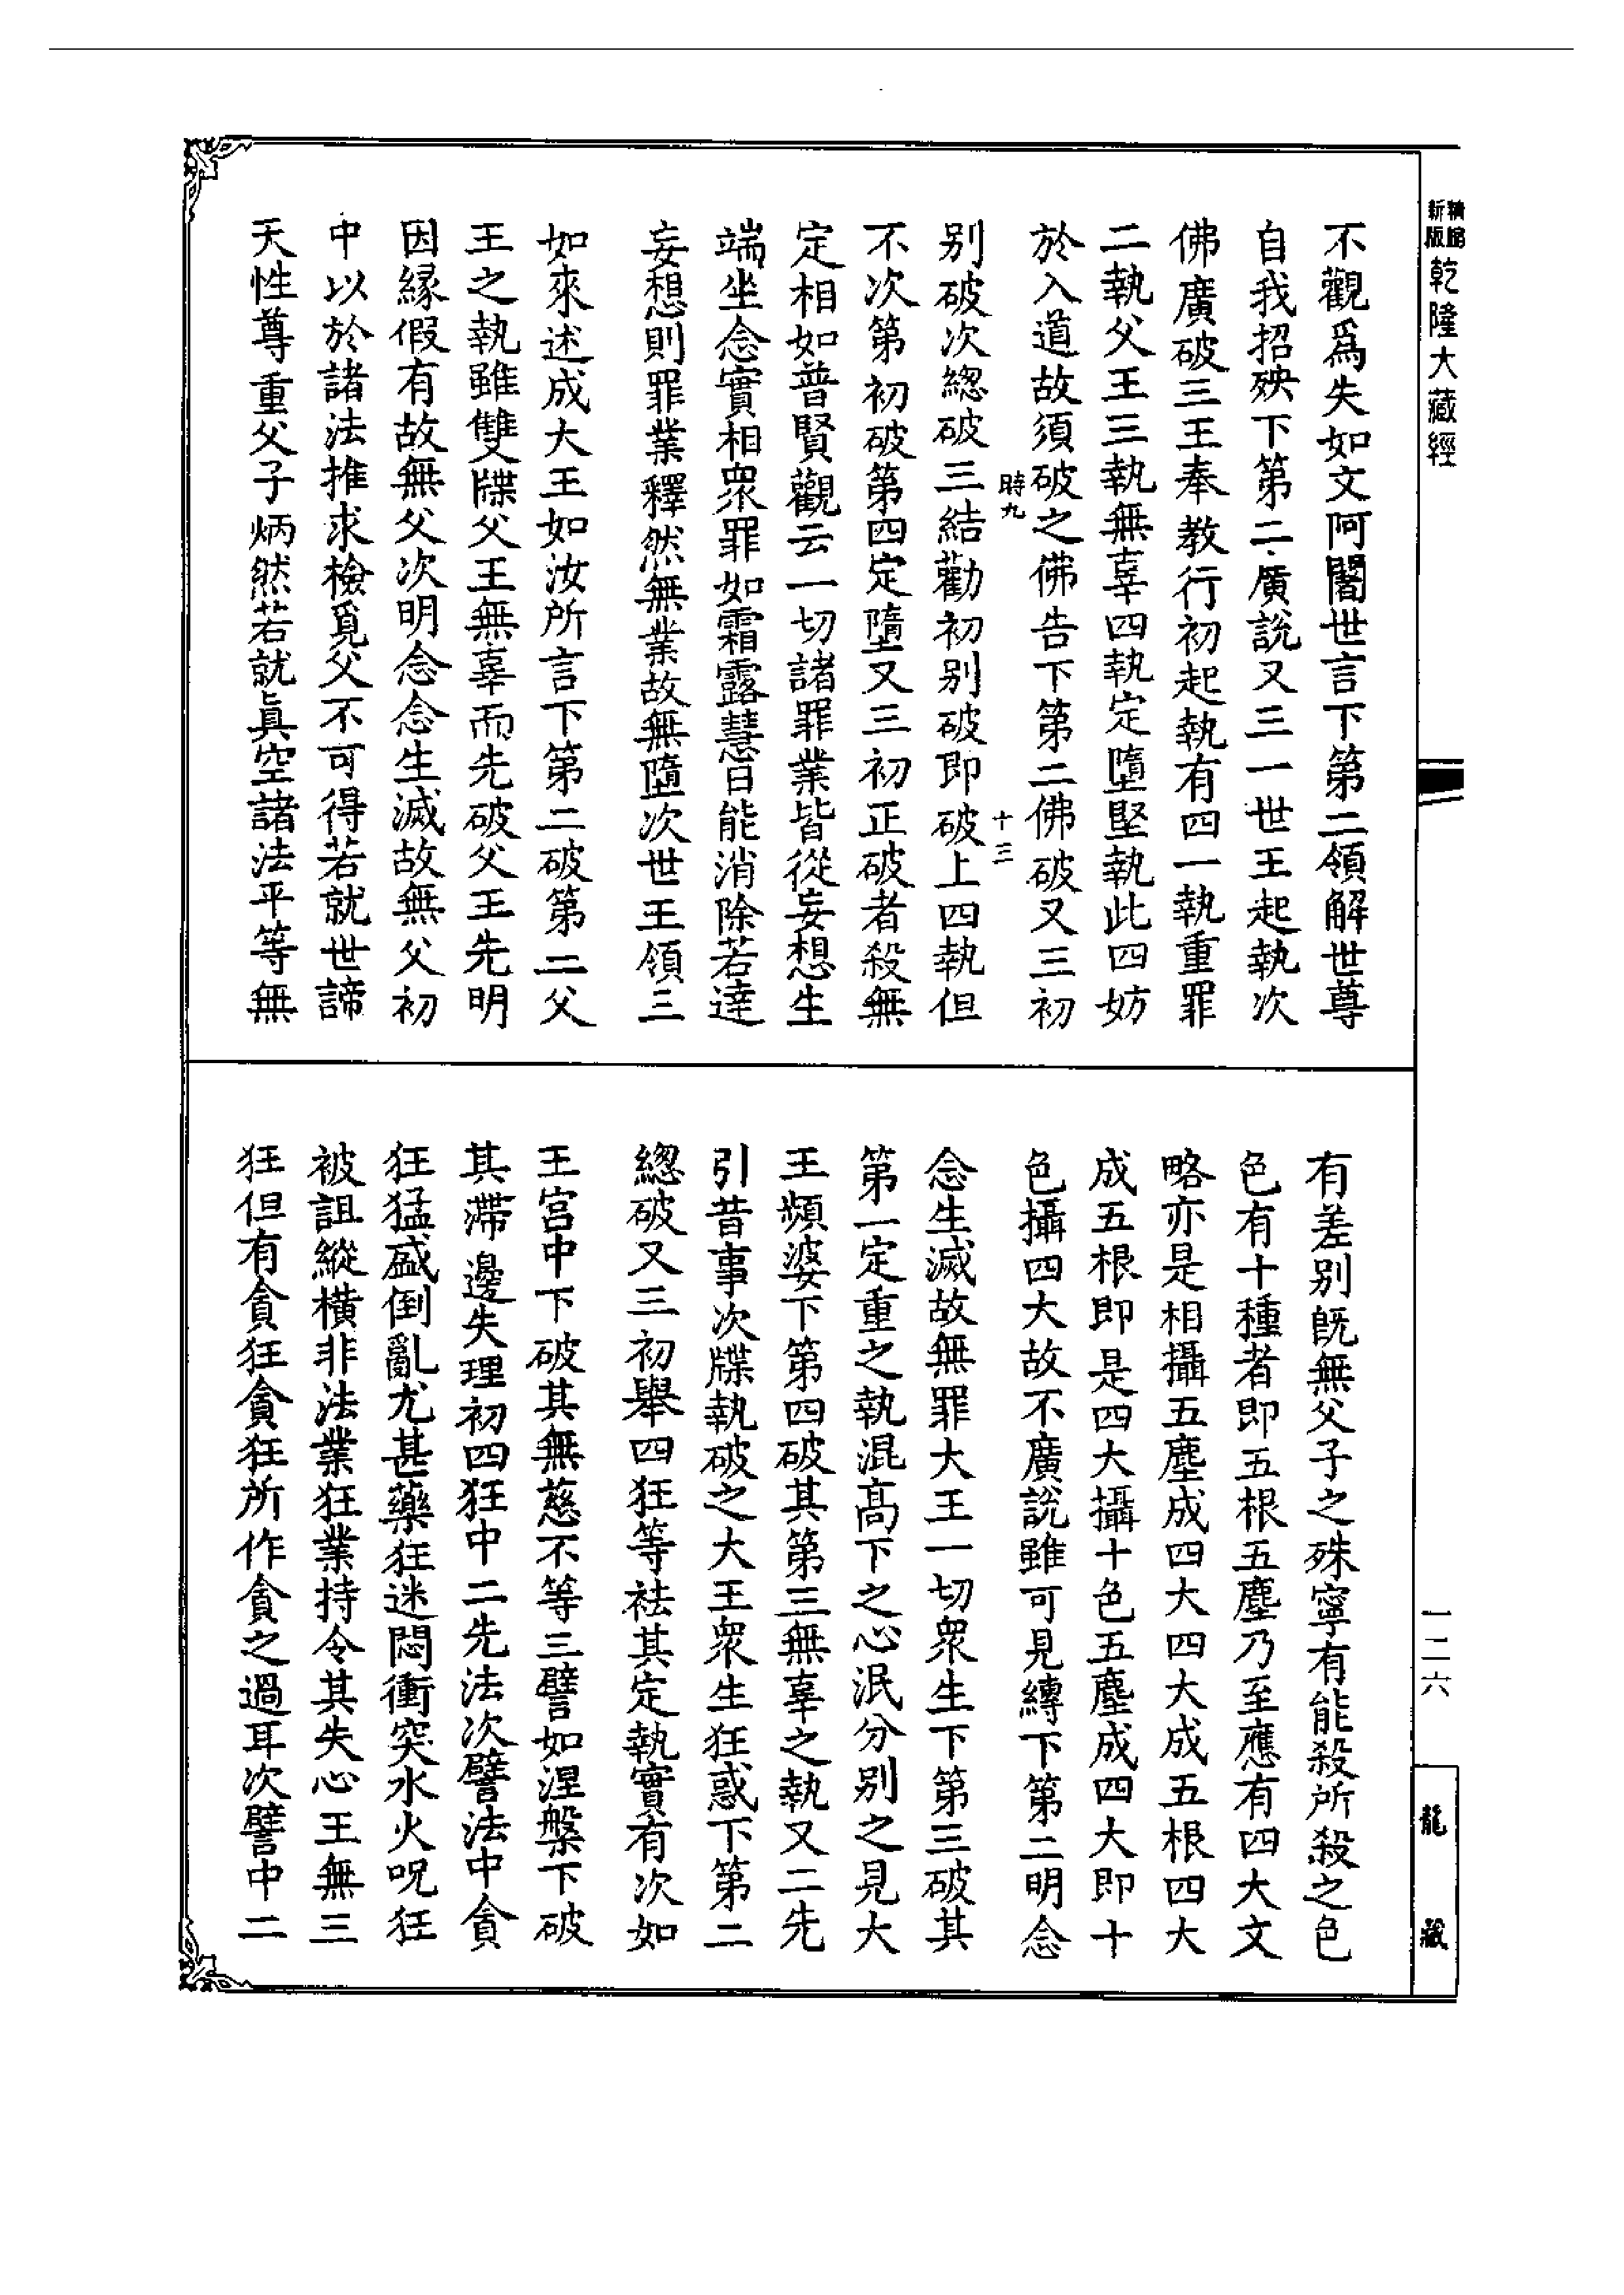 精縮
新版
乾隆大藏經
不觀爲失如文阿闍世言下第二領解世尊
自我招殃下第二廣說又三一世王起執次
佛廣破三王奉教行初起執有四一執重罪
二執父王三執無辜四執定墮堅執此四妨
於入道故須破之佛告下第二佛破又三初
時九
十三
別破次總破三結勸初別破即破上四執但
不次第初破第四定墮又三初正破者殺無
定相如普賢觀云一切諸罪業皆從妄想生
端坐念實相衆罪如霜露慧日能消除若達
妄想則罪業釋然無業故無墮次世王領三
如來述成大王如汝所言下第二破第二父
王之執雖雙牒父王無辜而先破父王先明
因緣假有故無父次明念念生滅故無父初
中以於諸法推求檢覓父不可得若就世諦
天性尊重父子炳然若就眞空諸法平等無
有差別旣無父子之殊寧有能殺所殺之色
色有十種者即五根五塵乃至應有四大文
略亦是相攝五塵成四大四大成五根四大
成五根即是四大攝十色五塵成四大即十
色攝四大故不廣說雖可見縛下第二明念
念生滅故無罪大王一切衆生下第三破其
第一定重之執混高下之心泯分別之見大
王頻婆下第四破其第三無辜之執又二先
引昔事次牒執破之大王衆生狂惑下第二
總破又三初舉四狂等祛其定執實有次如
王宮中下破其無慈不等三譬如涅槃下破
其滯邊失理初四狂中二先法次譬法中貪
狂猛盛倒亂尤甚藥狂迷悶衝突水火呪狂
被詛縱橫非法業狂業持令其失心王無三
狂但有貪狂貪狂所作貪之過耳次譬中二
一二六
龍藏